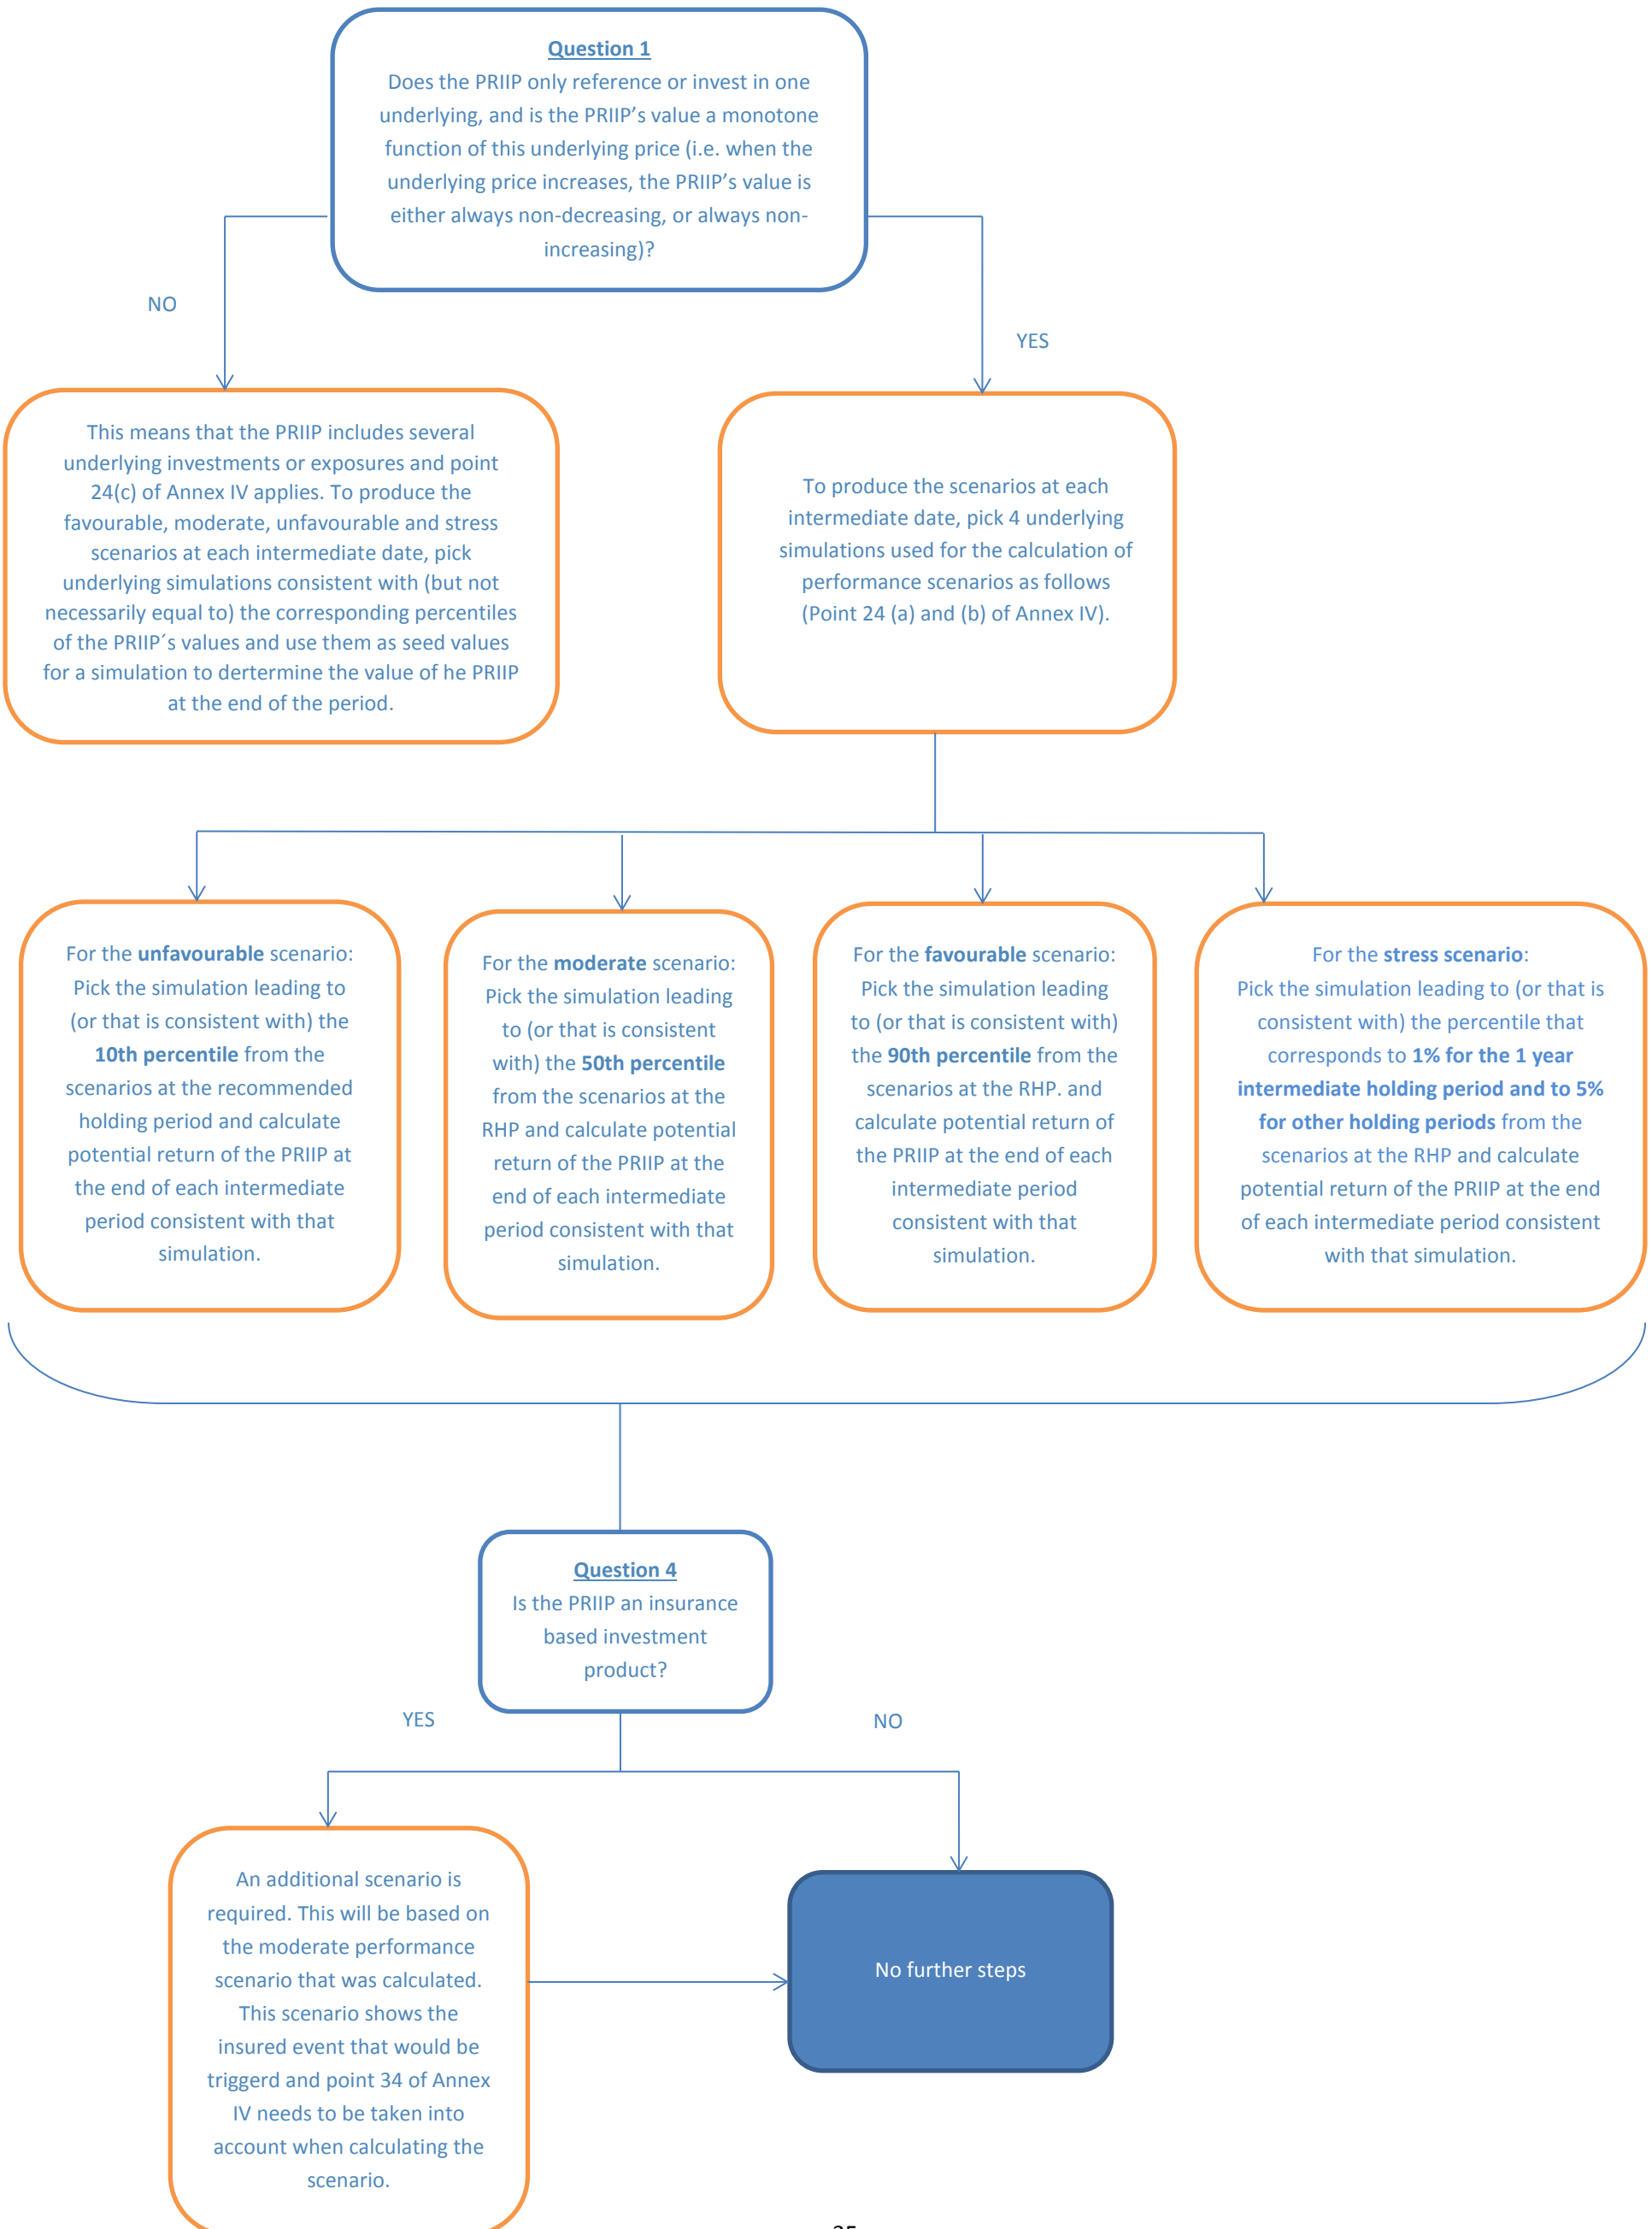 Question 1
Does the PRIIP only reference or invest in one
underlying, and is the PRIIP’s value a monotone
function of this underlying price (i.e. when the
underlying price increases, the PRIIP’s value is
either always non-decreasing, or always non-
increasing)?
NO
YES
This means that the PRIIP includes several
underlying investments or exposures and point
24(c) of Annex IV applies. To produce the
favourable, moderate, unfavourable and stress
scenarios at each intermediate date, pick
underlying simulations consistent with (but not
necessarily equal to) the corresponding percentiles
of the PRIIP´s values and use them as seed values
for a simulation to dertermine the value of he PRIIP
at the end of the period.
To produce the scenarios at each
intermediate date, pick 4 underlying
simulations used for the calculation of
performance scenarios as follows
(Point 24 (a) and (b) of Annex IV).
For the unfavourable scenario:
Pick the simulation leading to
(or that is consistent with) the
10th percentile from the
scenarios at the recommended
holding period and calculate
potential return of the PRIIP at
the end of each intermediate
period consistent with that
simulation.
For the moderate scenario:
Pick the simulation leading
to (or that is consistent
with) the 50th percentile
from the scenarios at the
RHP and calculate potential
return of the PRIIP at the
end of each intermediate
period consistent with that
simulation.
For the favourable scenario:
Pick the simulation leading
to (or that is consistent with)
the 90th percentile from the
scenarios at the RHP. and
calculate potential return of
the PRIIP at the end of each
intermediate period
consistent with that
simulation.
For the stress scenario:
Pick the simulation leading to (or that is
consistent with) the percentile that
corresponds to 1% for the 1 year
intermediate holding period and to 5%
for other holding periods from the
scenarios at the RHP and calculate
potential return of the PRIIP at the end
of each intermediate period consistent
with that simulation.
Question 4
Is the PRIIP an insurance
based investment
product?
YES
NO
An additional scenario is
required. This will be based on
the moderate performance
scenario that was calculated.
This scenario shows the
insured event that would be
triggerd and point 34 of Annex
IV needs to be taken into
account when calculating the
scenario.
No further steps